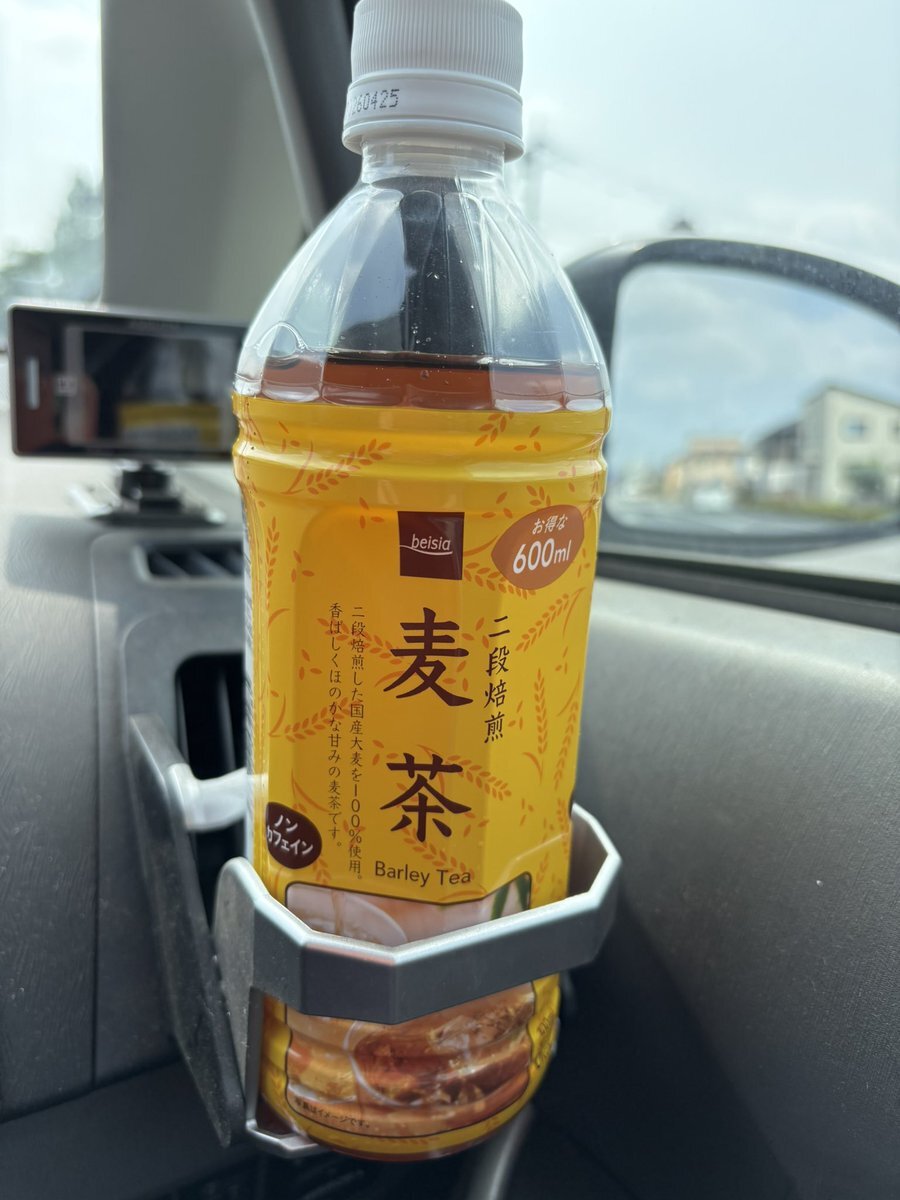 260425
beisia
お得な
600ml
二段焙煎
麦茶
二段焙煎した国産大麦を100%使用。
香ばしくほのかな甘みの麦茶です。
ノン
カフェイン
Barley Tea
写真はイメージです。